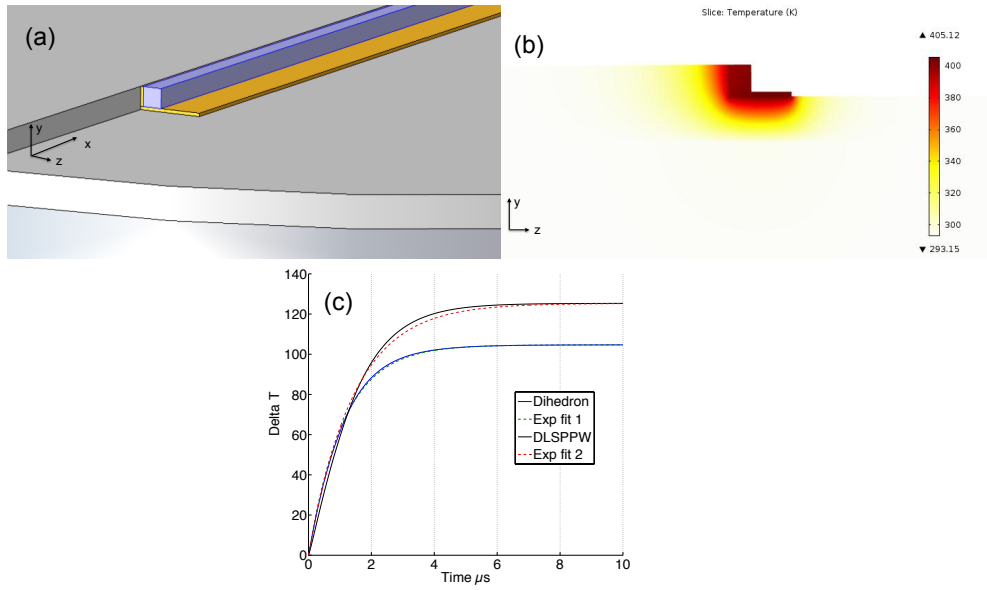 (a)
y
x
z
Slice: Temperature (K)
(b)
▲ 405.12
400
380
360
340
320
300
▼ 293.15
y
z
(c)
140
120
100
80
60
40
20
0
Delta T
Dihedron
Exp fit 1
DLSPPW
Exp fit 2
0 2 4 6 8 10
Time µs